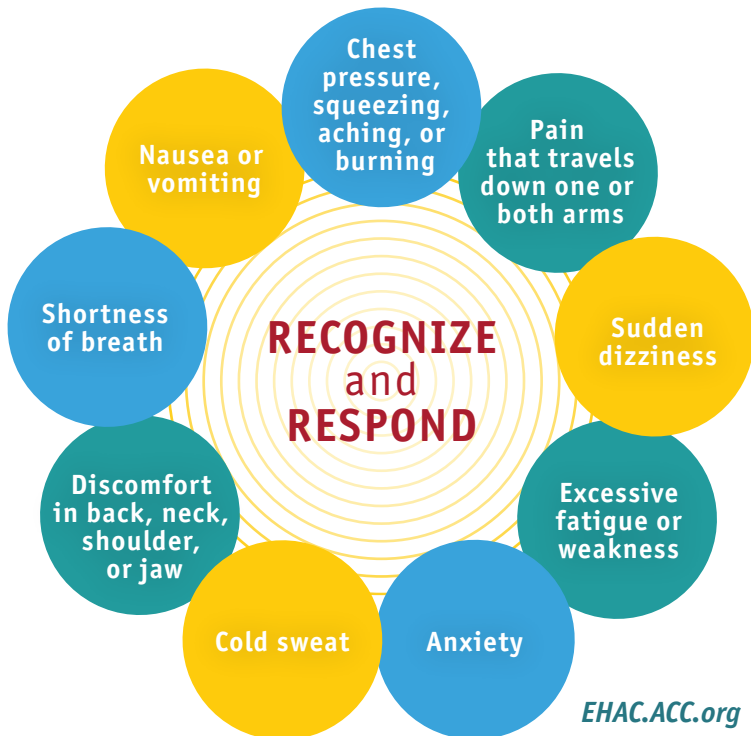 Chest
pressure,
squeezing,
aching, or
burning
Pain
that travels
down one or
both arms
Sudden
dizziness
Excessive
fatigue or
weakness
Anxiety
Cold sweat
Discomfort
in back, neck,
shoulder,
or jaw
Shortness
of breath
Nausea or
vomiting
RECOGNIZE
and
RESPOND
EHAC.ACC.org